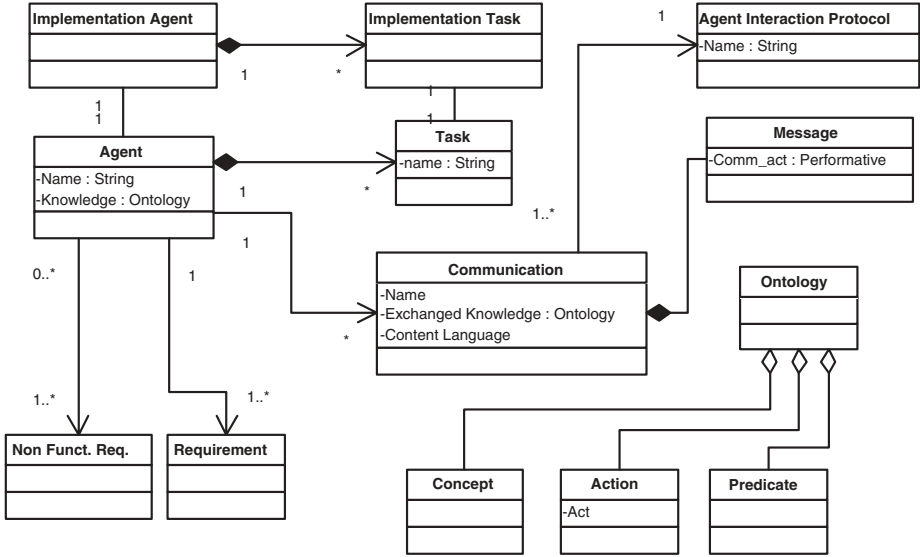 Implementation Agent
Implementation Task
1
Agent Interaction Protocol
-Name : String
1
*
1
1
1
1
Agent
-Name : String
-Knowledge : Ontology
1
*
Task
-name : String
Message
-Comm_act : Performative
1..*
1
*
0..*
1
Communication
-Name
-Exchanged Knowledge : Ontology
-Content Language
Ontology
1..*
1..*
Non Funct. Req.
Requirement
Concept
Action
-Act
Predicate